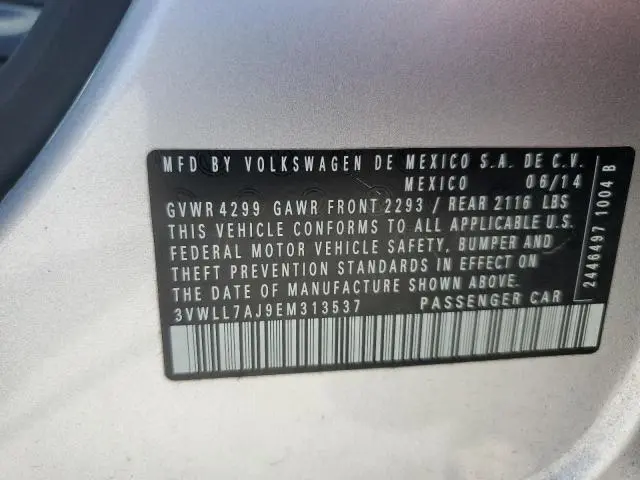 MFD BY VOLKSWAGEN DE MEXICO S.A. DE C.V.
MEXICO 06/14
GVWR 4299 GAWR FRONT 2293 / REAR 2116 LBS
THIS VEHICLE CONFORMS TO ALL APPLICABLE U.S.
FEDERAL MOTOR VEHICLE SAFETY, BUMPER AND
THEFT PREVENTION STANDARDS IN EFFECT ON
THE DATE OF MANUFACTURE SHOWN ABOVE.
3VWLL7AJ9EM313537 PASSENGER CAR
2446497 1004 B